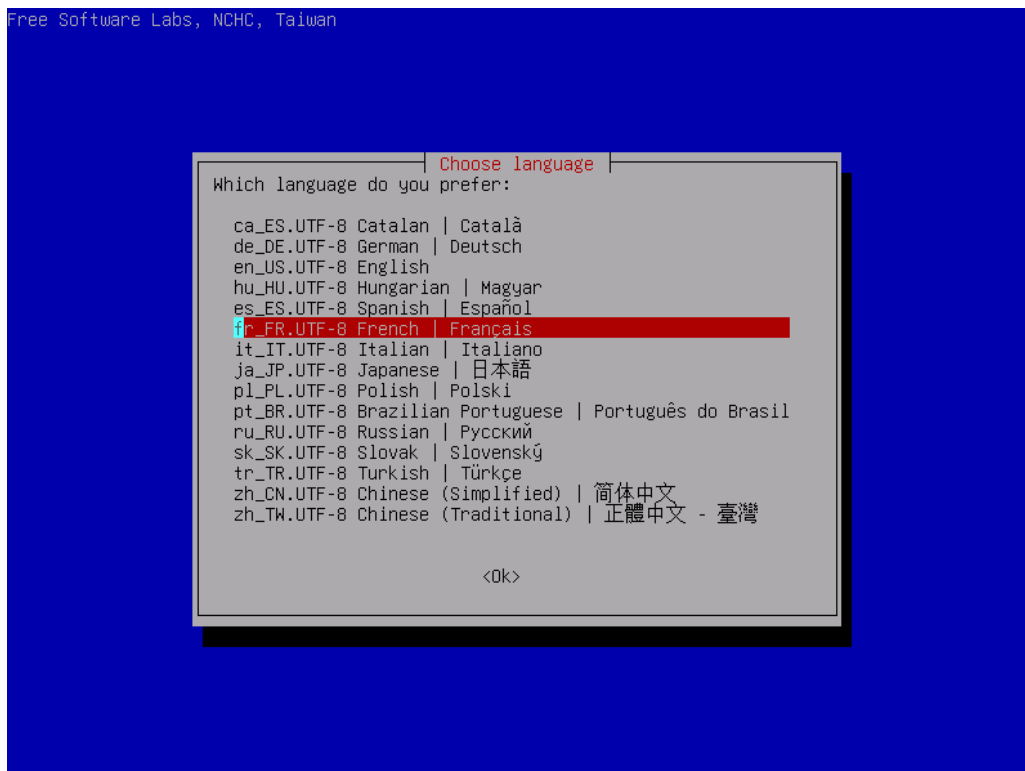 Free Software Labs, NCHC, Taiwan
Choose language
Which language do you prefer:
ca_ES.UTF-8 Catalan | Català
de_DE.UTF-8 German | Deutsch
en_US.UTF-8 English
hu_HU.UTF-8 Hungarian | Magyar
es_ES.UTF-8 Spanish | Español
fr_FR.UTF-8 French | Français
it_IT.UTF-8 Italian | Italiano
ja_JP.UTF-8 Japanese | 日本語
pl_PL.UTF-8 Polish | Polski
pt_BR.UTF-8 Brazilian Portuguese | Português do Brasil
ru_RU.UTF-8 Russian | Русский
sk_SK.UTF-8 Slovak | Slovenský
tr_TR.UTF-8 Turkish | Türkçe
zh_CN.UTF-8 Chinese (Simplified) | 简体中文
zh_TW.UTF-8 Chinese (Traditional) | 正體中文 - 臺灣
<Ok>